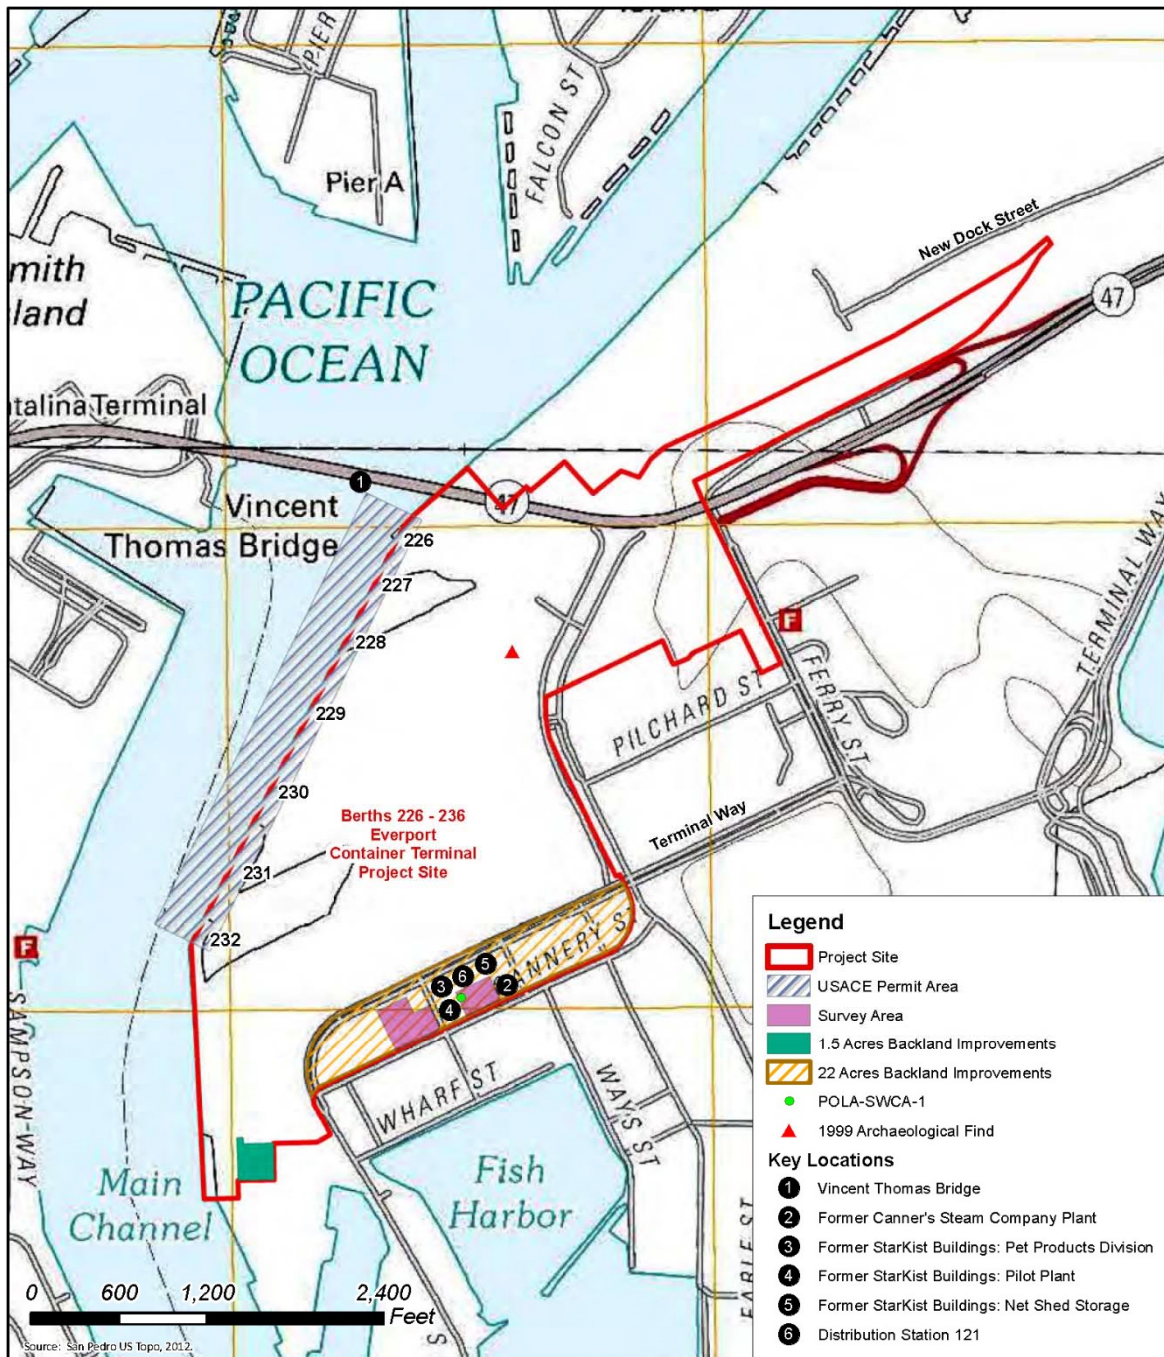 PIER
FALCON ST
Pier A
New Dock Street
mith
land
PACIFIC
OCEAN
47
atalina Terminal
1
Vincent
Thomas Bridge
47
226
227
228
229
230
231
232
F
FERRY ST
PILCHARD ST
TERMINAL WAY
Terminal Way
Berths 226 - 236
Everport
Container Terminal
Project Site
F
SAMPSON WAY
ANNERY ST
5
6
3
2
4
WHARF ST
WAYS ST
Fish
Harbor
Main
Channel
EARLE ST
S
0 600 1,200 2,400
Feet
Source: San Pedro US Topo, 2012.
Legend
Project Site
USACE Permit Area
Survey Area
1.5 Acres Backland Improvements
22 Acres Backland Improvements
POLA-SWCA-1
1999 Archaeological Find
Key Locations
1 Vincent Thomas Bridge
2 Former Canner's Steam Company Plant
3 Former StarKist Buildings: Pet Products Division
4 Former StarKist Buildings: Pilot Plant
5 Former StarKist Buildings: Net Shed Storage
6 Distribution Station 121